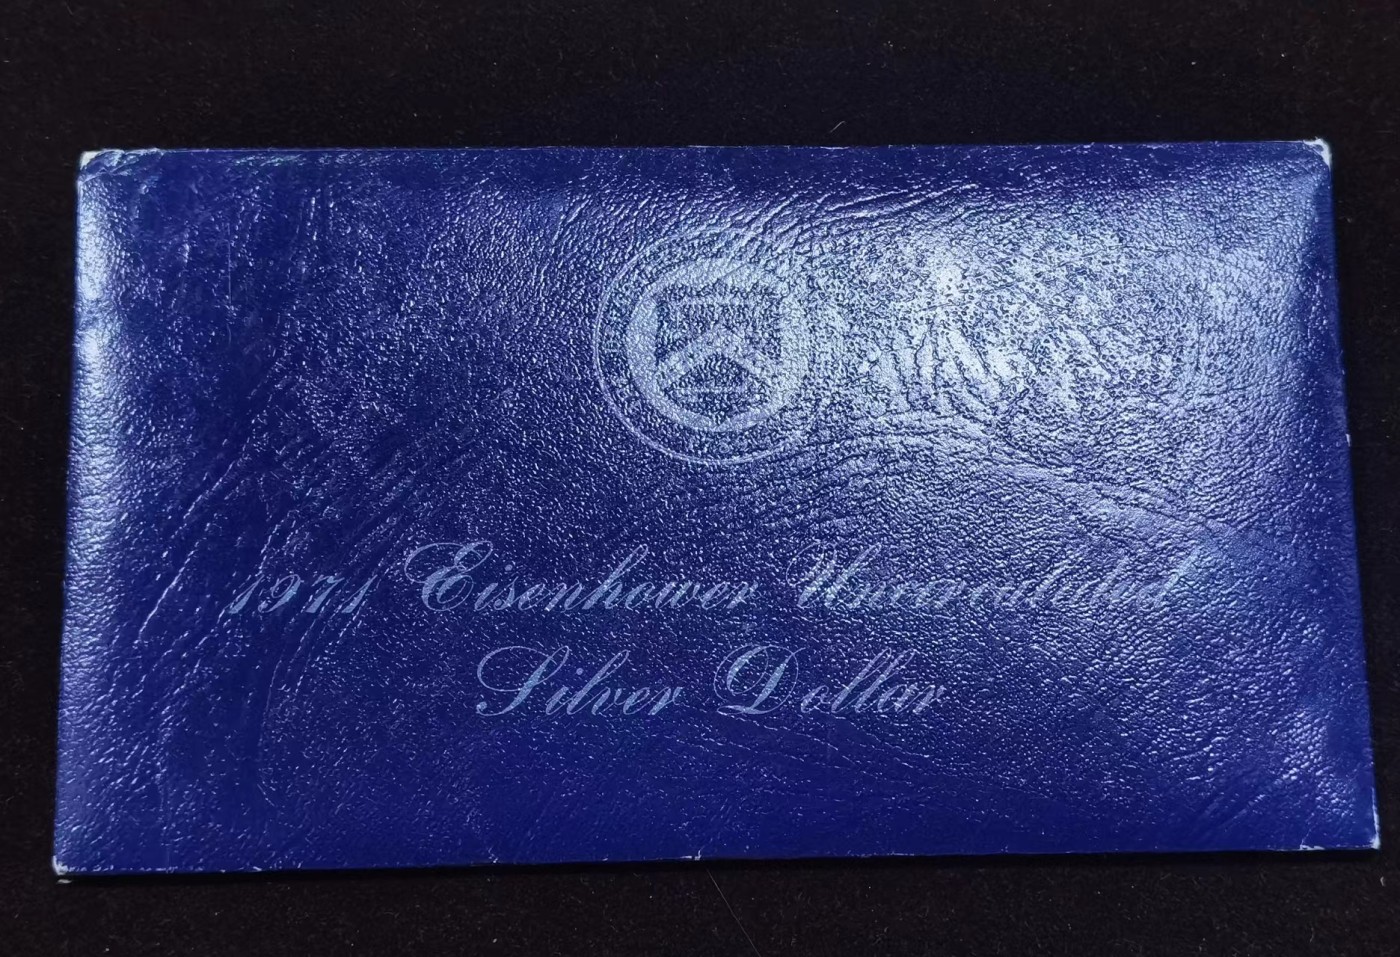 1971 Eisenhower Uncirculated
Silver Dollar